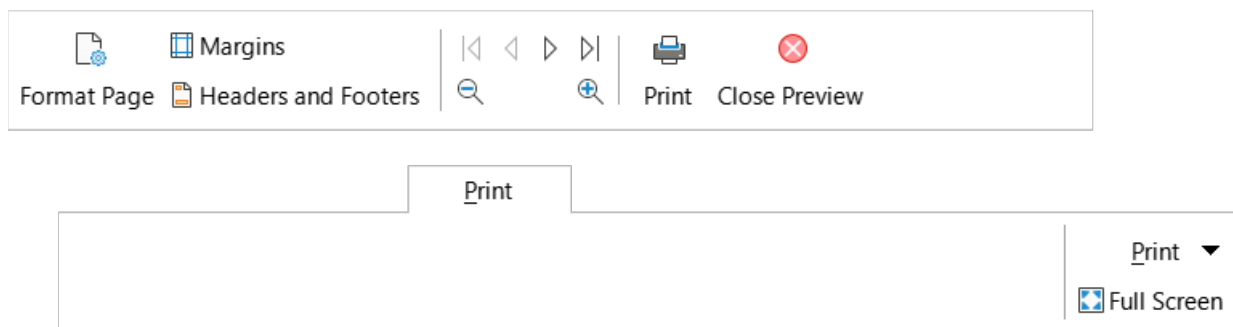 Margins
Format Page Headers and Footers Print Close Preview
Print
Print
Full Screen